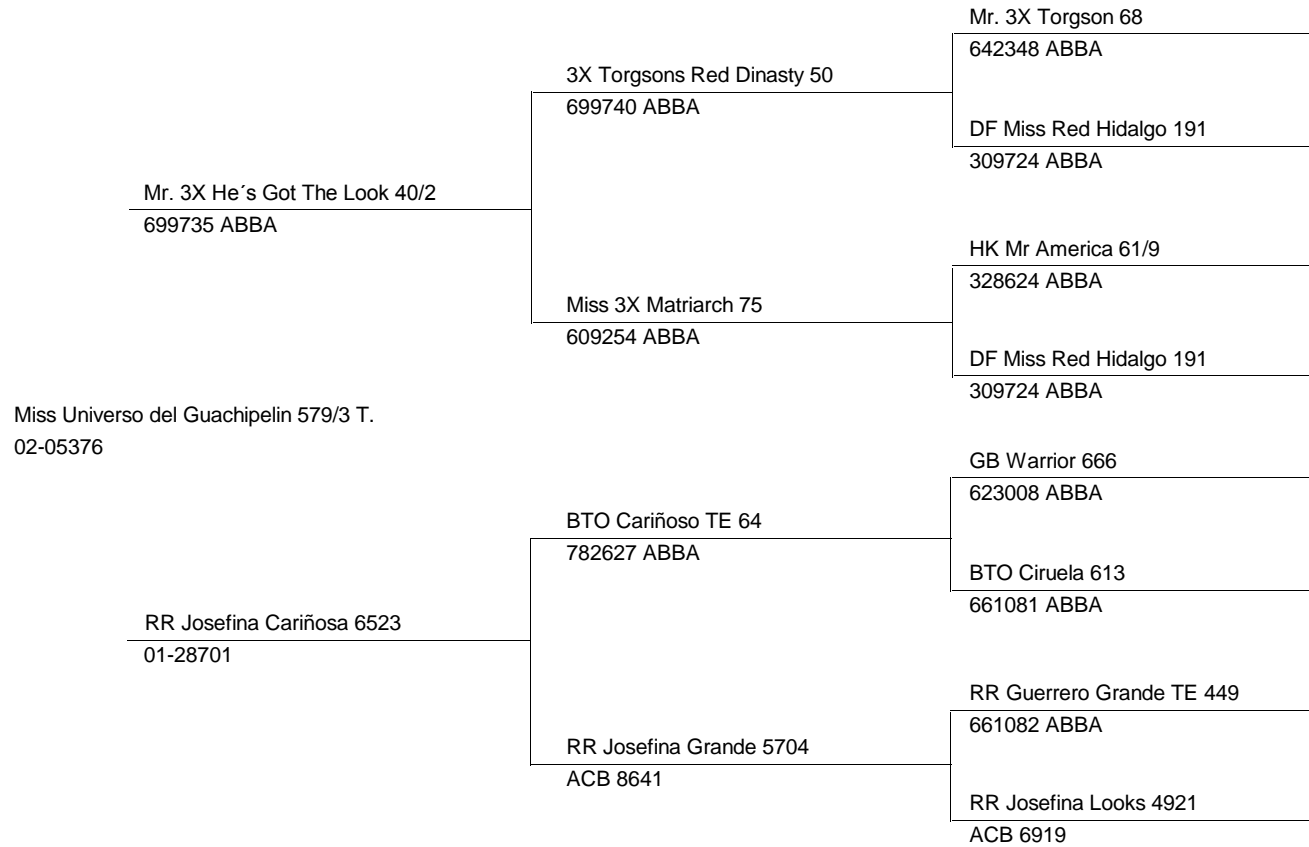 Mr. 3X Torgson 68
642348 ABBA
3X Torgsons Red Dinasty 50
699740 ABBA
DF Miss Red Hidalgo 191
309724 ABBA
Mr. 3X He´s Got The Look 40/2
699735 ABBA
HK Mr America 61/9
328624 ABBA
Miss 3X Matriarch 75
609254 ABBA
DF Miss Red Hidalgo 191
309724 ABBA
Miss Universo del Guachipelin 579/3 T.
02-05376
GB Warrior 666
623008 ABBA
BTO Cariñoso TE 64
782627 ABBA
BTO Ciruela 613
661081 ABBA
RR Josefina Cariñosa 6523
01-28701
RR Guerrero Grande TE 449
661082 ABBA
RR Josefina Grande 5704
ACB 8641
RR Josefina Looks 4921
ACB 6919